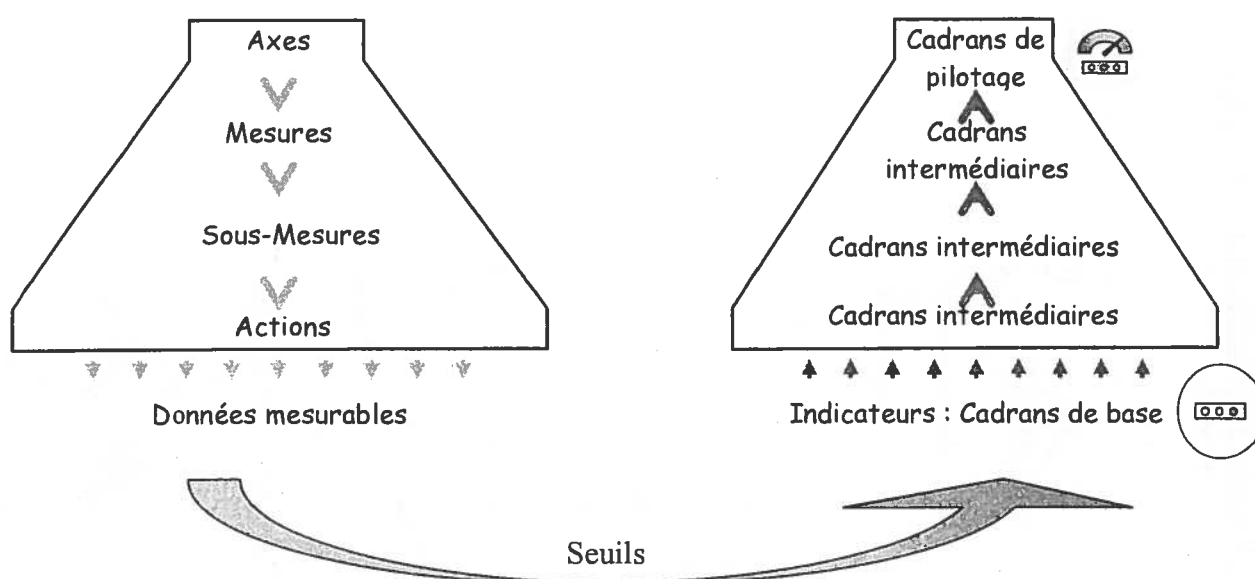 Axes
Mesures
Sous-Mesures
Actions
Données mesurables
Cadrans de
pilotage
Cadrans
intermédiaires
Cadrans intermédiaires
Cadrans intermédiaires
Indicateurs : Cadrans de base
Seuils